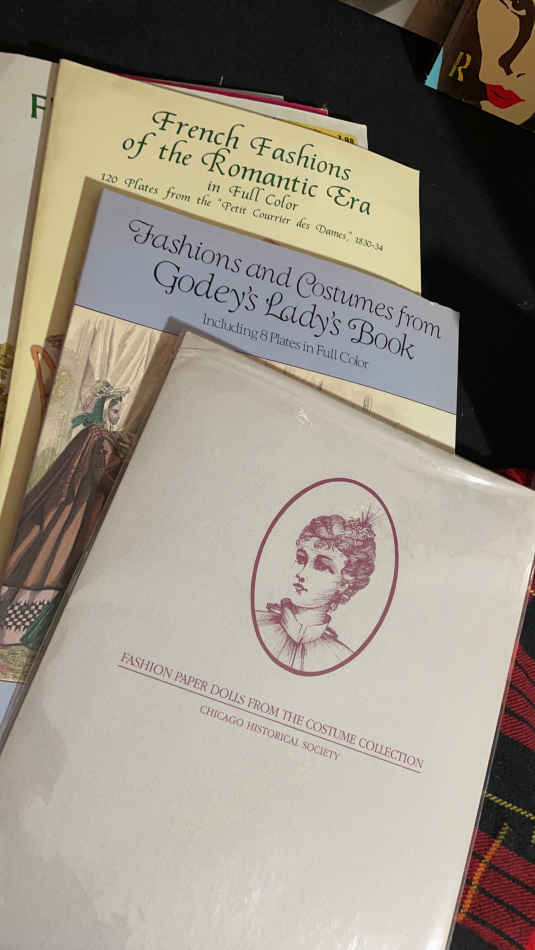 F
French Fashions
of the Romantic Era
in Full Color
120 Plates from the "Petit Courrier des Dames," 1830-34
Fashions and Costumes from
Godey's Lady's Book
Including 8 Plates in Full Color
FASHION PAPER DOLLS FROM THE COSTUME COLLECTION
CHICAGO HISTORICAL SOCIETY
R